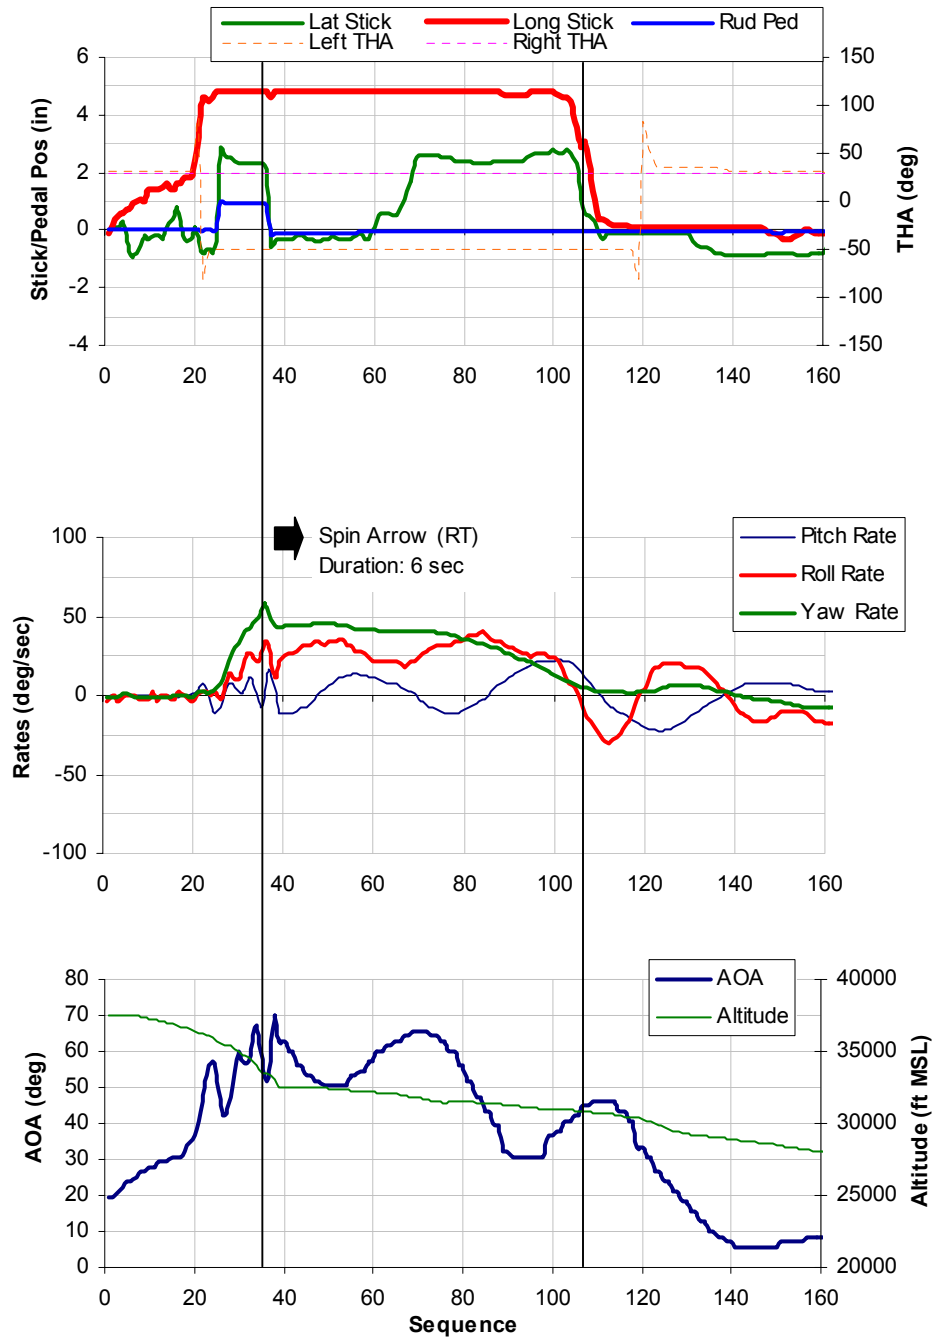 Lat Stick Long Stick Rud Ped
Left THA Right THA
6 150
4 100
2 50
0 0
-2 -50
-4 -100
-150
Stick/Pedal Pos (in)
THA (deg)
0 20 40 60 80 100 120 140 160
Spin Arrow (RT)
Duration: 6 sec
Pitch Rate
Roll Rate
Yaw Rate
100
50
0
-50
-100
Rates (deg/sec)
0 20 40 60 80 100 120 140 160
AOA
Altitude
80 40000
70
60 35000
50
40 30000
30
20 25000
10
0 20000
AOA (deg)
Altitude (ft MSL)
0 20 40 60 80 100 120 140 160
Sequence